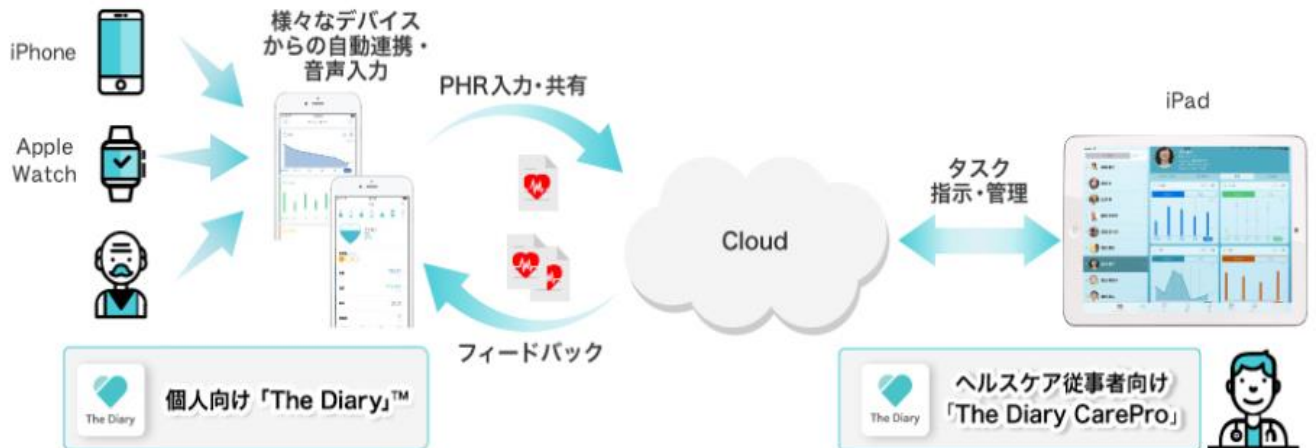 iPhone
Apple
Watch
様々なデバイス
からの自動連携・
音声入力
PHR入力・共有
フィードバック
Cloud
タスク
指示・管理
iPad
The Diary
個人向け「The Diary」™
The Diary
ヘルスケア従事者向け
「The Diary CarePro」